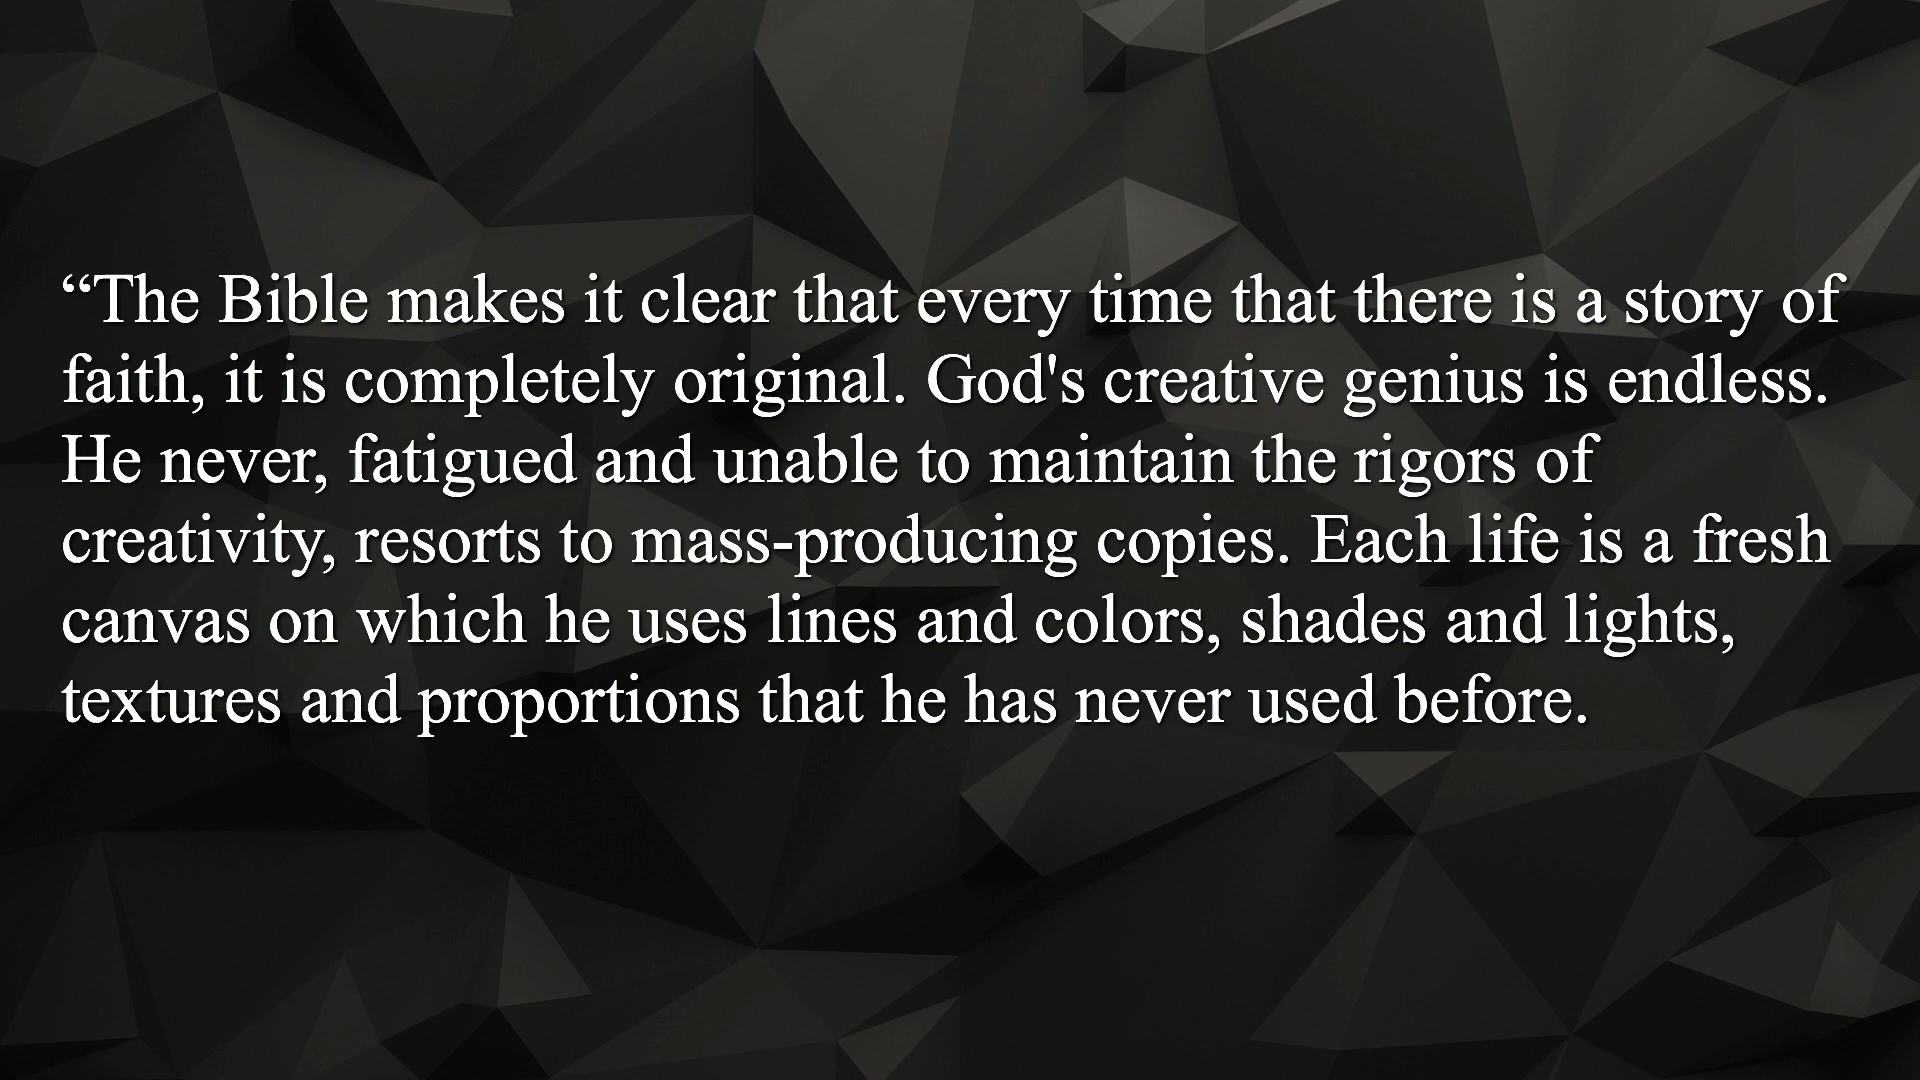 “The Bible makes it clear that every time that there is a story of
faith, it is completely original. God's creative genius is endless.
He never, fatigued and unable to maintain the rigors of
creativity, resorts to mass-producing copies. Each life is a fresh
canvas on which he uses lines and colors, shades and lights,
textures and proportions that he has never used before.